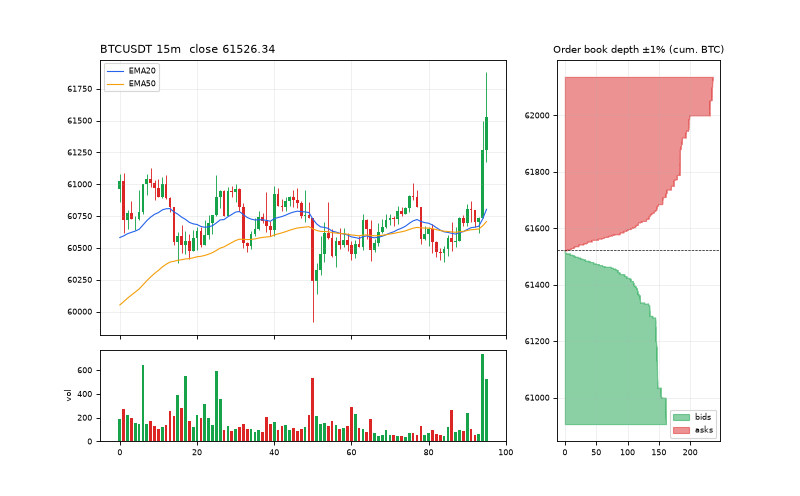 BTCUSDT 15m  close 61526.34
Order book depth ±1% (cum. BTC)
EMA20
EMA50
61750
61500
61250
61000
60750
60500
60250
60000
600
400
200
0
vol
0 20 40 60 80 100
62000
61800
61600
61400
61200
61000
bids
asks
0 50 100 150 200